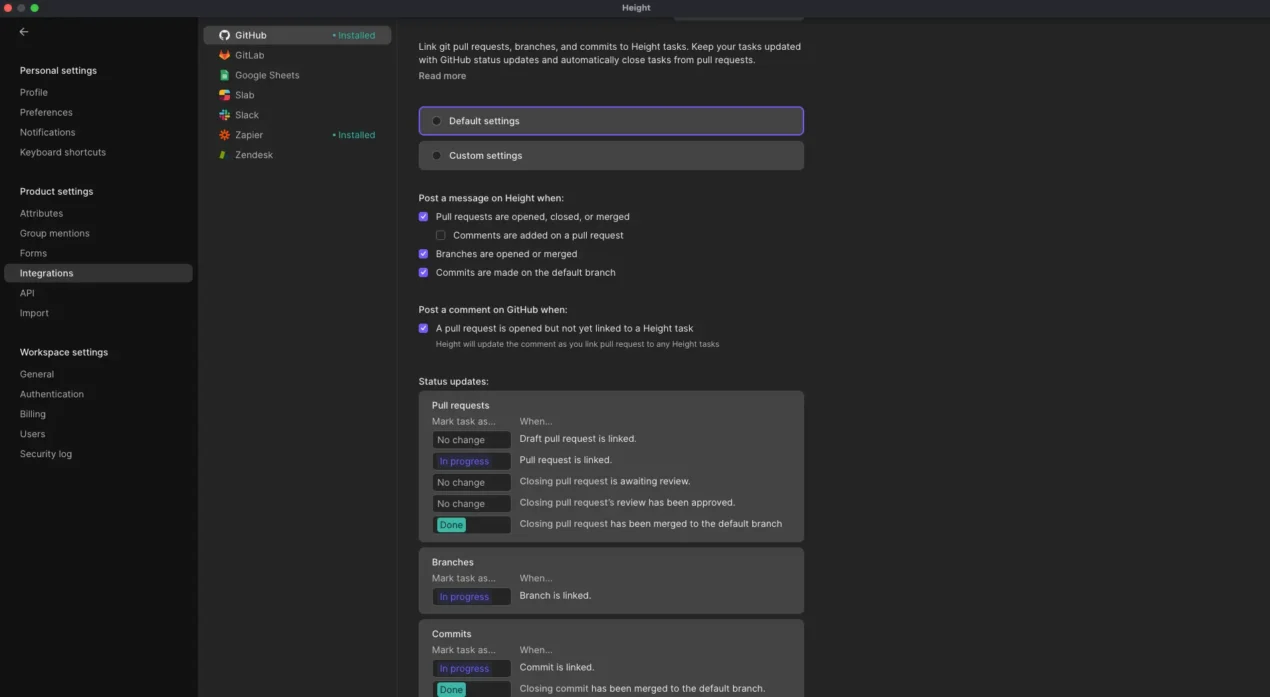 Height
Personal settings
Profile
Preferences
Notifications
Keyboard shortcuts
Product settings
Attributes
Group mentions
Forms
Integrations
API
Import
Workspace settings
General
Authentication
Billing
Users
Security log
GitHub • Installed
GitLab
Google Sheets
Slab
Slack
Zapier • Installed
Zendesk
Link git pull requests, branches, and commits to Height tasks. Keep your tasks updated
with GitHub status updates and automatically close tasks from pull requests.
Read more
Default settings
Custom settings
Post a message on Height when:
Pull requests are opened, closed, or merged
Comments are added on a pull request
Branches are opened or merged
Commits are made on the default branch
Post a comment on GitHub when:
A pull request is opened but not yet linked to a Height task
Height will update the comment as you link pull request to any Height tasks
Status updates:
Pull requests
Mark task as... When...
No change Draft pull request is linked.
In progress Pull request is linked.
No change Closing pull request is awaiting review.
No change Closing pull request's review has been approved.
Done Closing pull request has been merged to the default branch
Branches
Mark task as... When...
In progress Branch is linked.
Commits
Mark task as... When...
In progress Commit is linked.
Done Closing commit has been merged to the default branch.